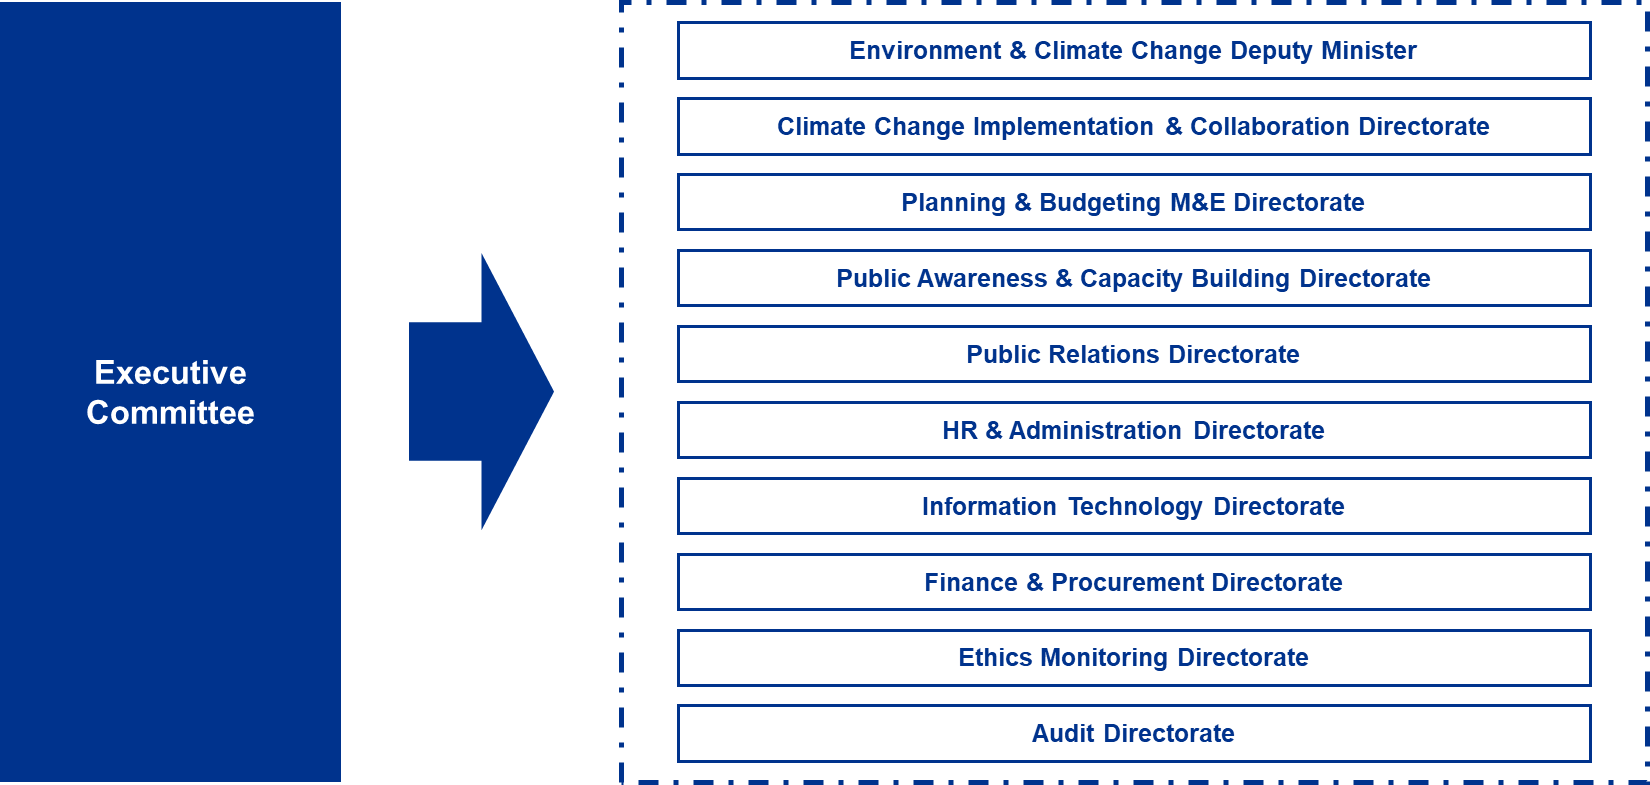 Executive
Committee
Environment & Climate Change Deputy Minister
Climate Change Implementation & Collaboration Directorate
Planning & Budgeting M&E Directorate
Public Awareness & Capacity Building Directorate
Public Relations Directorate
HR & Administration Directorate
Information Technology Directorate
Finance & Procurement Directorate
Ethics Monitoring Directorate
Audit Directorate